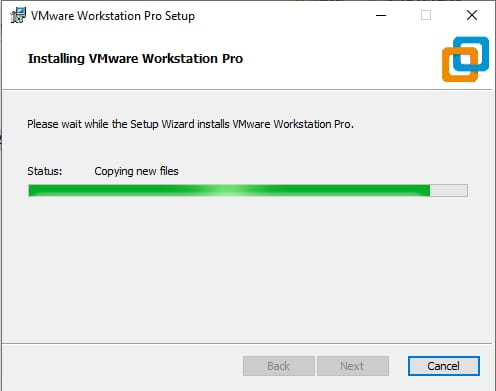 VMware Workstation Pro Setup
Installing VMware Workstation Pro
Please wait while the Setup Wizard installs VMware Workstation Pro.
Status: Copying new files
Back Next Cancel